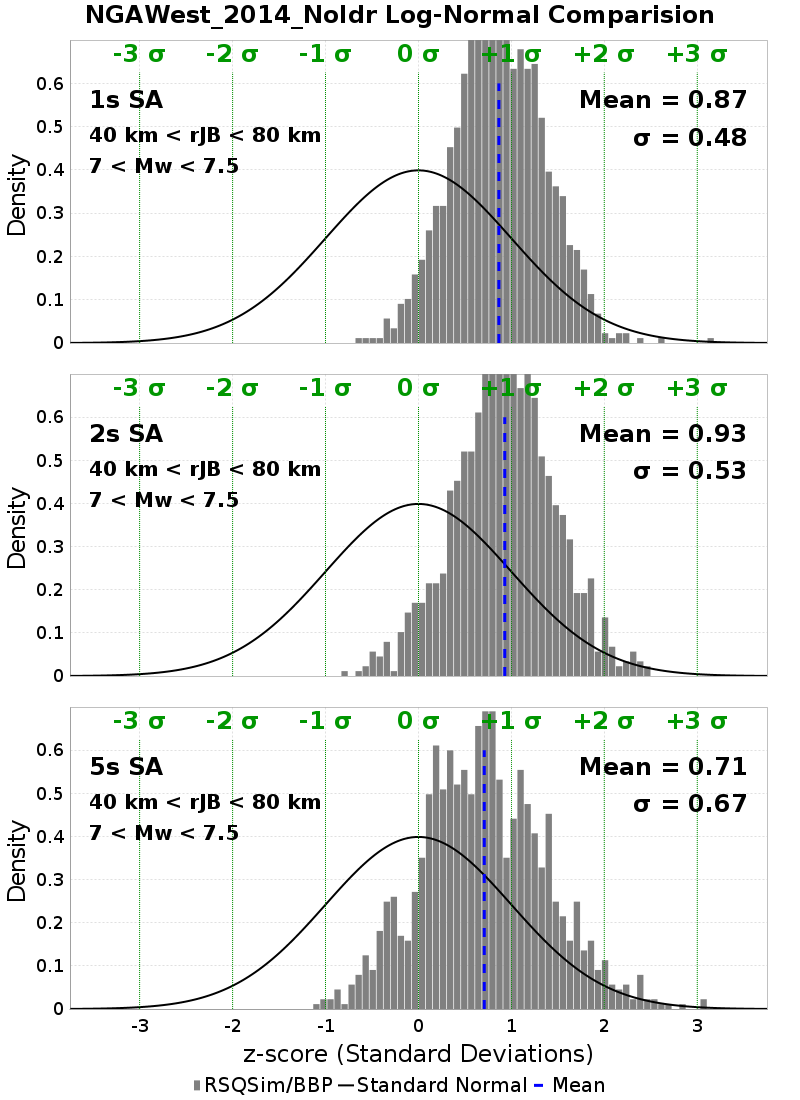 NGAWest_2014_NoIdr Log-Normal Comparision
-3 σ -2 σ -1 σ 0 σ +1 σ +2 σ +3 σ
1s SA
Mean = 0.87
40 km < rJB < 80 km
σ = 0.48
7 < Mw < 7.5
Density
0.6
0.5
0.4
0.3
0.2
0.1
0
-3 σ -2 σ -1 σ 0 σ +1 σ +2 σ +3 σ
2s SA
Mean = 0.93
40 km < rJB < 80 km
σ = 0.53
7 < Mw < 7.5
Density
0.6
0.5
0.4
0.3
0.2
0.1
0
-3 σ -2 σ -1 σ 0 σ +1 σ +2 σ +3 σ
5s SA
Mean = 0.71
40 km < rJB < 80 km
σ = 0.67
7 < Mw < 7.5
Density
0.6
0.5
0.4
0.3
0.2
0.1
0
-3 -2 -1 0 1 2 3
z-score (Standard Deviations)
RSQSim/BBP Standard Normal Mean